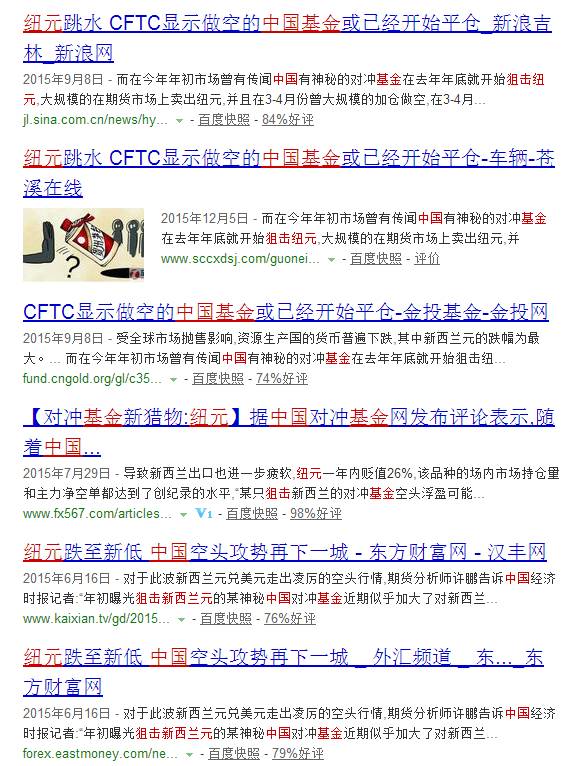 纽元跳水 CFTC显示做空的中国基金或已经开始平仓_新浪吉
林_新浪网
2015年9月8日 - 而在今年年初市场曾有传闻中国有神秘的对冲基金在去年年底就开始狙击纽
元,大规模的在期货市场上卖出纽元,并且在3-4月份曾大规模的加仓做空,在3-4月...
jl.sina.com.cn/news/hy... - 百度快照 - 84%好评
纽元跳水 CFTC显示做空的中国基金或已经开始平仓-车辆-苍
溪在线
2015年12月5日 - 而在今年年初市场曾有传闻中国有神秘的对冲基金
在去年年底就开始狙击纽元,大规模的在期货市场上卖出纽元,并
www.sccxdsj.com/guonei... - 百度快照 - 评价
CFTC显示做空的中国基金或已经开始平仓-金投基金-金投网
2015年9月8日 - 受全球市场抛售影响,资源生产国的货币普遍下跌,其中新西兰元的跌幅为最
大。... 而在今年年初市场曾有传闻中国有神秘的对冲基金在去年年底就开始狙击纽...
fund.cngold.org/gl/c35... - 百度快照 - 74%好评
【对冲基金新猎物:纽元】据中国对冲基金网发布评论表示,随
着中国...
2015年7月29日 - 导致新西兰出口也进一步疲软,纽元一年内贬值26%,该品种的场内市场持仓量
和主力净空单都达到了创纪录的水平,“某只狙击新西兰的对冲基金空头浮盈可能...
www.fx567.com/articles... V1 - 百度快照 - 98%好评
纽元跌至新低 中国空头攻势再下一城 - 东方财富网 - 汉丰网
2015年6月16日 - 对于此波新西兰元兑美元走出凌厉的空头行情,期货分析师许鹏告诉中国经济
时报记者:“年初曝光狙击新西兰元的某神秘中国对冲基金近期似乎加大了对新西兰...
www.kaixian.tv/gd/2015... - 百度快照 - 76%好评
纽元跌至新低 中国空头攻势再下一城 _ 外汇频道 _ 东..._东
方财富网
2015年6月16日 - 对于此波新西兰元兑美元走出凌厉的空头行情,期货分析师许鹏告诉中国经济
时报记者:“年初曝光狙击新西兰元的某神秘中国对冲基金近期似乎加大了对新西兰...
forex.eastmoney.com/ne... - 百度快照 - 79%好评